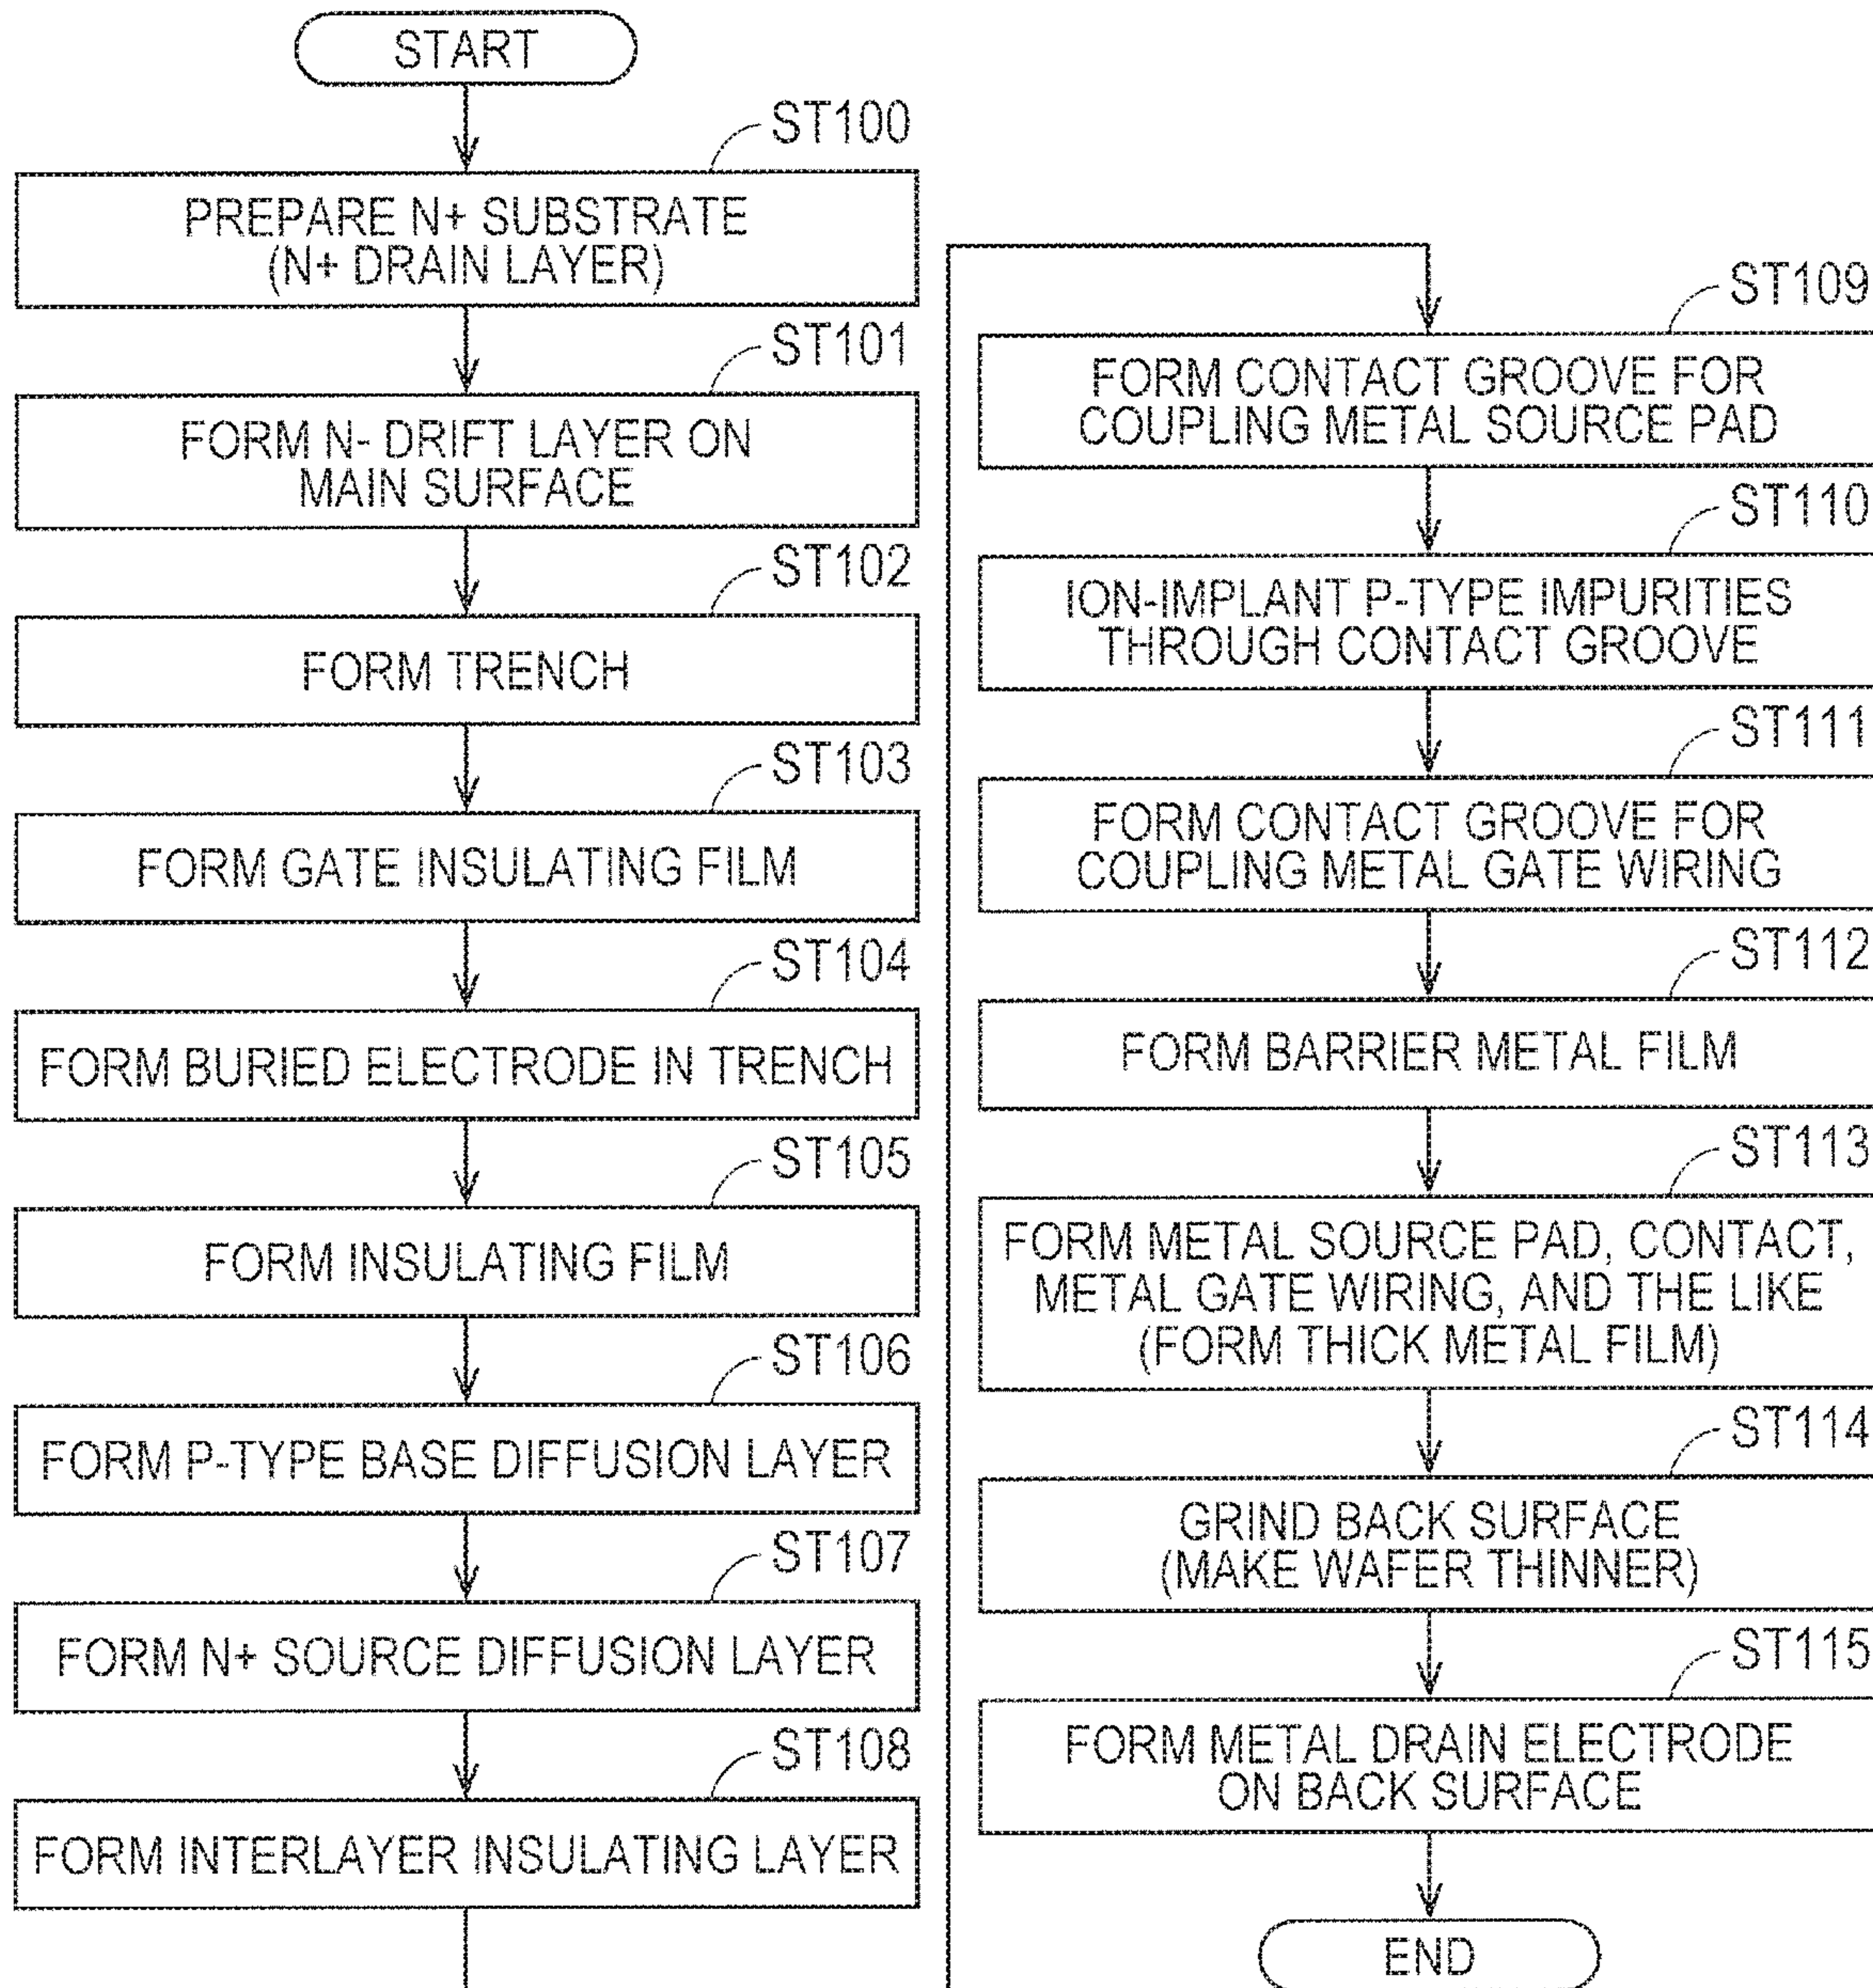 START
ST100
PREPARE N+ SUBSTRATE
(N+ DRAIN LAYER)
ST101
FORM N- DRIFT LAYER ON
MAIN SURFACE
ST102
FORM TRENCH
ST103
FORM GATE INSULATING FILM
ST104
FORM BURIED ELECTRODE IN TRENCH
ST105
FORM INSULATING FILM
ST106
FORM P-TYPE BASE DIFFUSION LAYER
ST107
FORM N+ SOURCE DIFFUSION LAYER
ST108
FORM INTERLAYER INSULATING LAYER
ST109
FORM CONTACT GROOVE FOR
COUPLING METAL SOURCE PAD
ST110
ION-IMPLANT P-TYPE IMPURITIES
THROUGH CONTACT GROOVE
ST111
FORM CONTACT GROOVE FOR
COUPLING METAL GATE WIRING
ST112
FORM BARRIER METAL FILM
ST113
FORM METAL SOURCE PAD, CONTACT,
METAL GATE WIRING, AND THE LIKE
(FORM THICK METAL FILM)
ST114
GRIND BACK SURFACE
(MAKE WAFER THINNER)
ST115
FORM METAL DRAIN ELECTRODE
ON BACK SURFACE
END